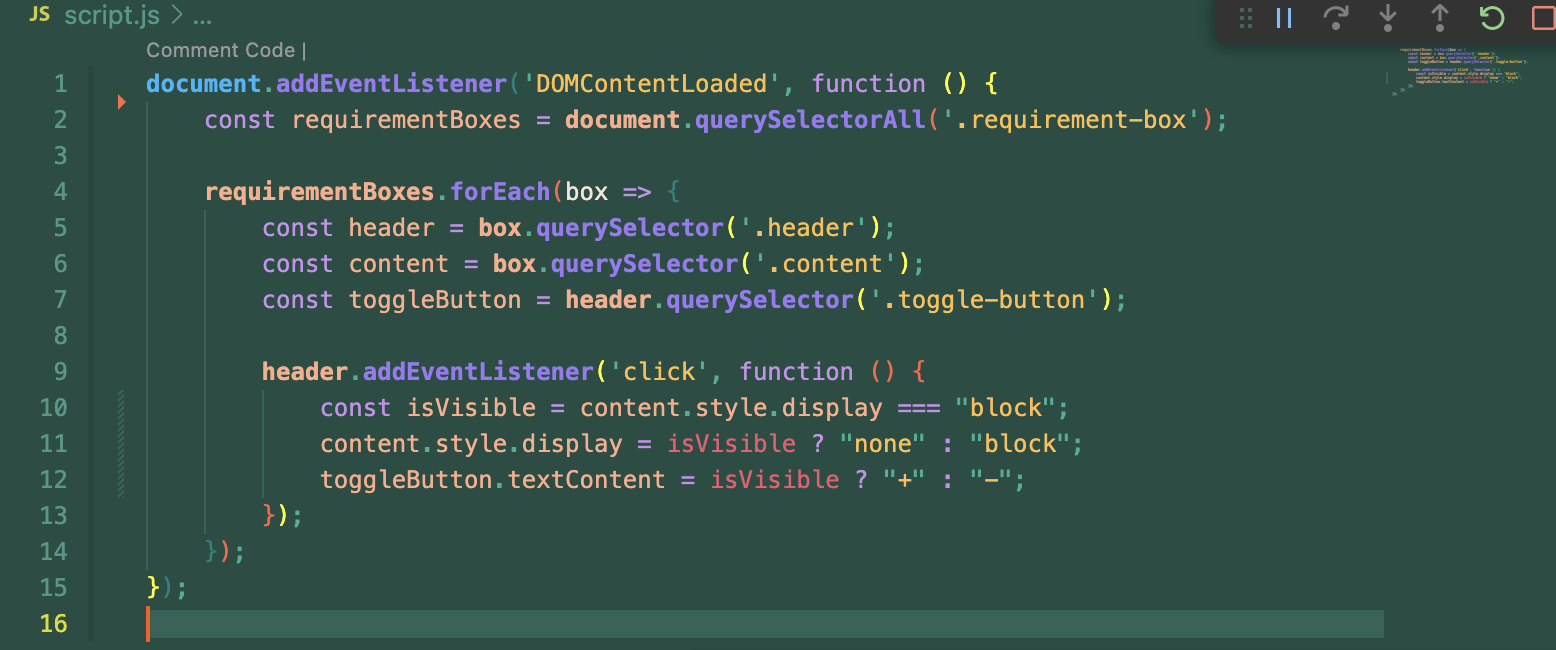 JS script.js > ...
Comment Code |
1 document.addEventListener('DOMContentLoaded', function () {
2     const requirementBoxes = document.querySelectorAll('.requirement-box');
3
4     requirementBoxes.forEach(box => {
5         const header = box.querySelector('.header');
6         const content = box.querySelector('.content');
7         const toggleButton = header.querySelector('.toggle-button');
8
9         header.addEventListener('click', function () {
10             const isVisible = content.style.display === "block";
11             content.style.display = isVisible ? "none" : "block";
12             toggleButton.textContent = isVisible ? "+" : "-";
13         });
14     });
15 });
16